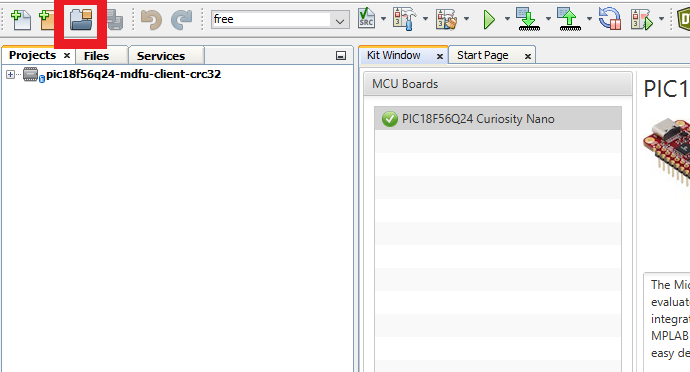 free
SRC
Projects
Files
Services
Kit Window
Start Page
pic18f56q24-mdfu-client-crc32
MCU Boards
PIC18F56Q24 Curiosity Nano
PIC1
The Mic
evaluat
integrat
MPLAB
easy de